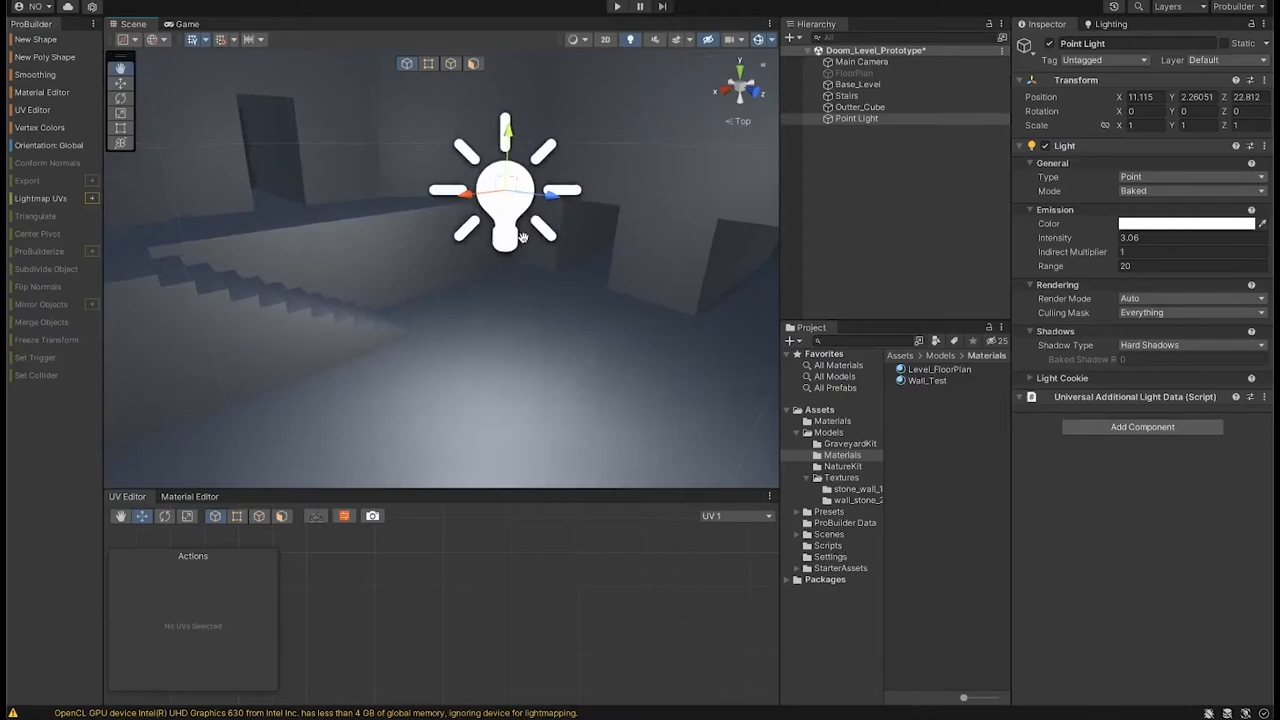 NO
Layers
Probuilder
ProBuilder
Scene
Game
Hierarchy
Inspector
Lighting
New Shape
New Poly Shape
Smoothing
Material Editor
UV Editor
Vertex Colors
Orientation: Global
Conform Normals
Export
Lightmap UVs
Triangulate
Center Pivot
ProBuilderize
Subdivide Object
Flip Normals
Mirror Objects
Merge Objects
Freeze Transform
Set Trigger
Set Collider
2D
y
x
z
Top
All
Doom_Level_Prototype*
Main Camera
FloorPlan
Base_Level
Stairs
Outter_Cube
Point Light
Point Light
Static
Tag Untagged
Layer Default
Transform
Position X 11.115 Y 2.26051 Z 22.812
Rotation X 0 Y 0 Z 0
Scale X 1 Y 1 Z 1
Light
General
Type Point
Mode Baked
Emission
Color
Intensity 3.06
Indirect Multiplier 1
Range 20
Rendering
Render Mode Auto
Culling Mask Everything
Shadows
Shadow Type Hard Shadows
Baked Shadow R 0
Light Cookie
Universal Additional Light Data (Script)
Add Component
Project
25
Favorites
All Materials
All Models
All Prefabs
Assets
Materials
Models
GraveyardKit
Materials
NatureKit
Textures
stone_wall_1
wall_stone_2
Presets
ProBuilder Data
Scenes
Scripts
Settings
StarterAssets
Packages
Assets Models Materials
Level_FloorPlan
Wall_Test
UV Editor
Material Editor
UV 1
Actions
No UVs Selected
OpenCL GPU device Intel(R) UHD Graphics 630 from Intel Inc. has less than 4 GB of global memory, ignoring device for lightmapping.